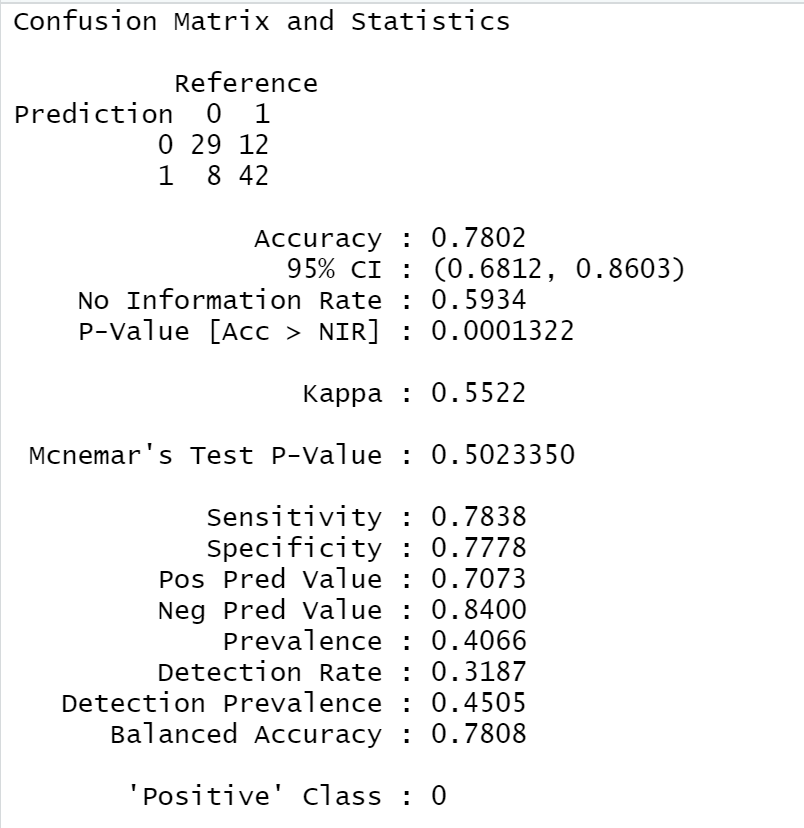 Confusion Matrix and Statistics
Reference
Prediction 0 1
0 29 12
1 8 42
Accuracy : 0.7802
95% CI : (0.6812, 0.8603)
No Information Rate : 0.5934
P-Value [Acc > NIR] : 0.0001322
Kappa : 0.5522
Mcnemar's Test P-Value : 0.5023350
Sensitivity : 0.7838
Specificity : 0.7778
Pos Pred Value : 0.7073
Neg Pred Value : 0.8400
Prevalence : 0.4066
Detection Rate : 0.3187
Detection Prevalence : 0.4505
Balanced Accuracy : 0.7808
'Positive' Class : 0